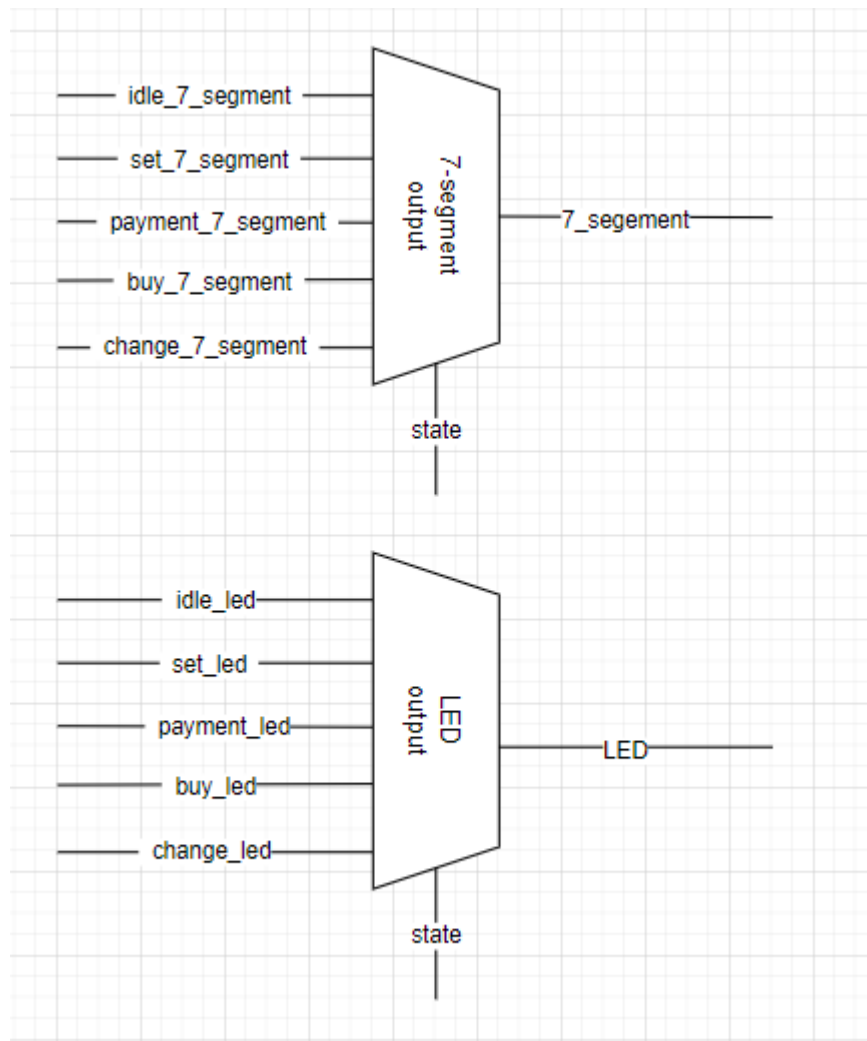 idle_7_segment
set_7_segment
payment_7_segment
buy_7_segment
change_7_segment
7-segment
output
7_segement
state
idle_led
set_led
payment_led
buy_led
change_led
LED
output
LED
state